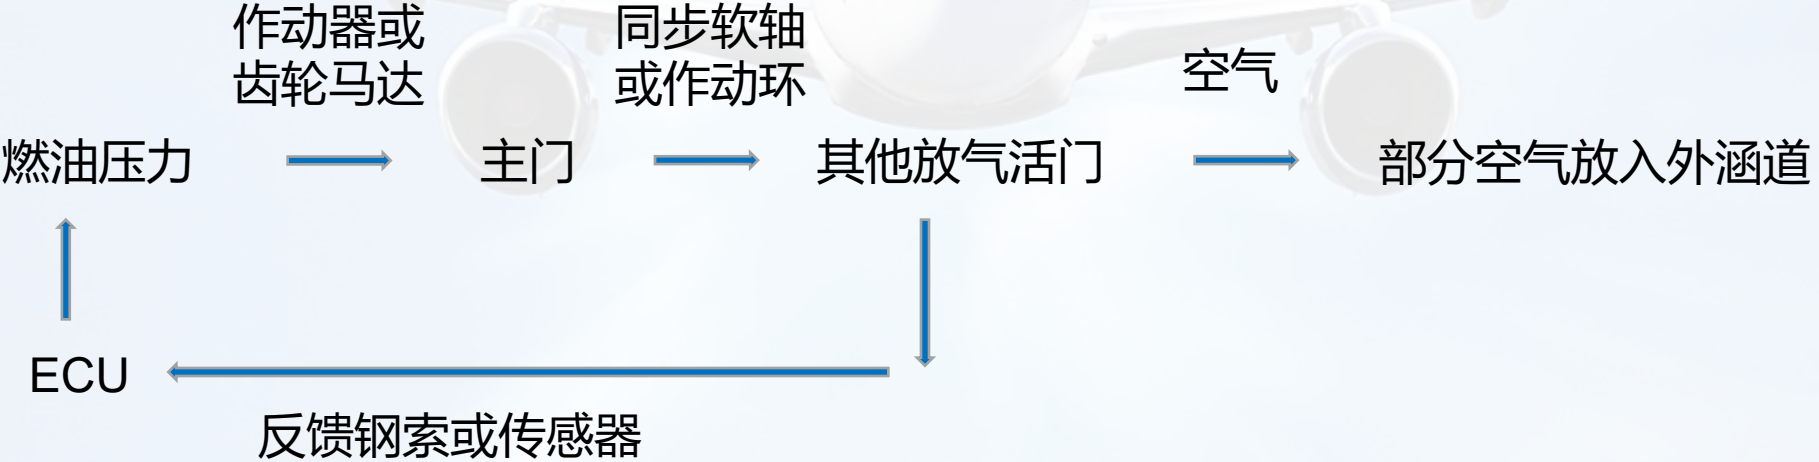 作动器或
齿轮马达
同步软轴
或作动环
空气
燃油压力
主门
其他放气活门
部分空气放入外涵道
ECU
反馈钢索或传感器